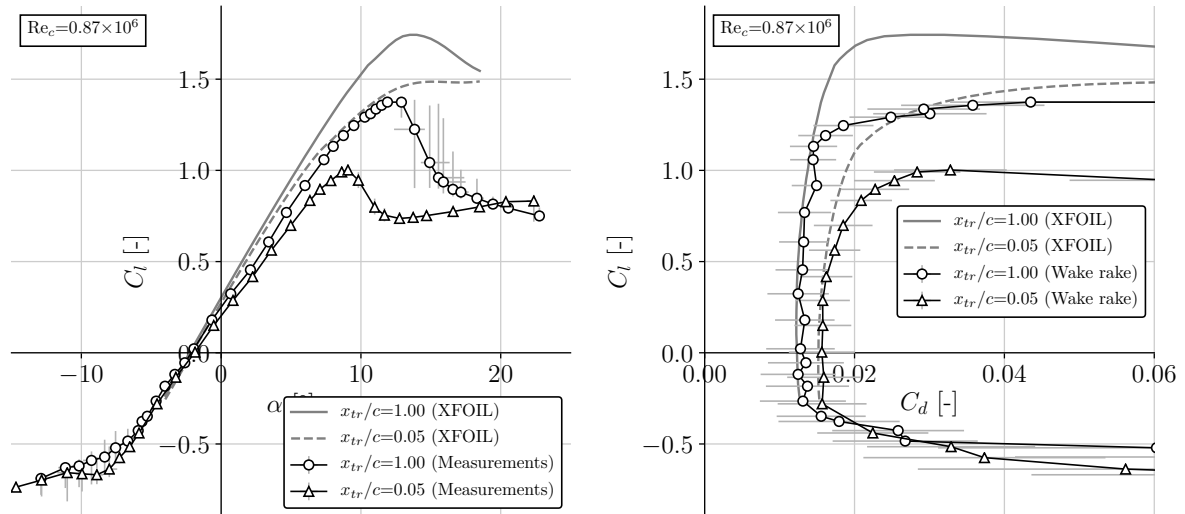 Re_c=0.87×10^6
1.5
1.0
0.5
0.0
−0.5
−10
0
10
20
C_l [-]
α
x_tr/c=1.00 (XFOIL)
x_tr/c=0.05 (XFOIL)
x_tr/c=1.00 (Measurements)
x_tr/c=0.05 (Measurements)
Re_c=0.87×10^6
1.5
1.0
0.5
0.0
−0.5
0.02
0.04
0.06
C_l [-]
C_d [-]
x_tr/c=1.00 (XFOIL)
x_tr/c=0.05 (XFOIL)
x_tr/c=1.00 (Wake rake)
x_tr/c=0.05 (Wake rake)